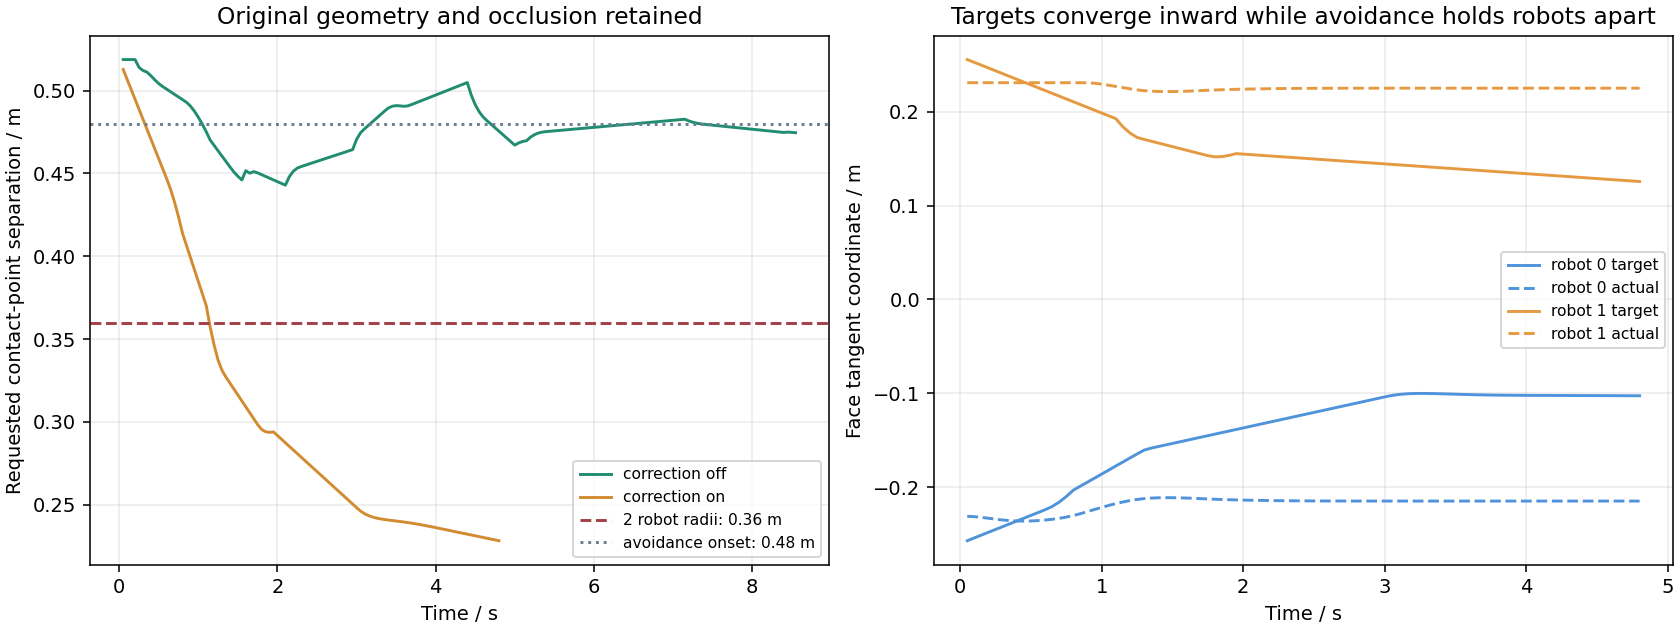 Original geometry and occlusion retained
Requested contact-point separation / m
0.50
0.45
0.40
0.35
0.30
0.25
correction off
correction on
2 robot radii: 0.36 m
avoidance onset: 0.48 m
0
2
4
6
8
Time / s
Targets converge inward while avoidance holds robots apart
Face tangent coordinate / m
0.2
0.1
0.0
−0.1
−0.2
robot 0 target
robot 0 actual
robot 1 target
robot 1 actual
0
1
2
3
4
5
Time / s